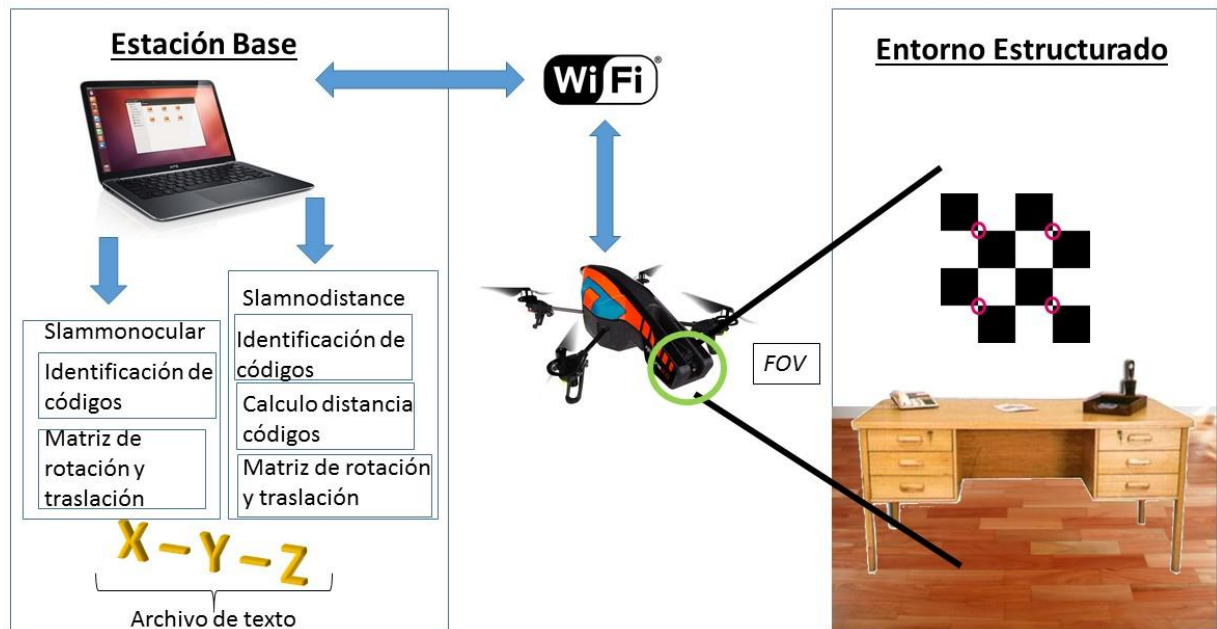 Estación Base
WiFi®
Entorno Estructurado
Slammonocular
Identificación de
códigos
Matriz de
rotación y
traslación
Slamnodistance
Identificación de
códigos
Calculo distancia
códigos
Matriz de rotación
y traslación
FOV
X – Y – Z
Archivo de texto